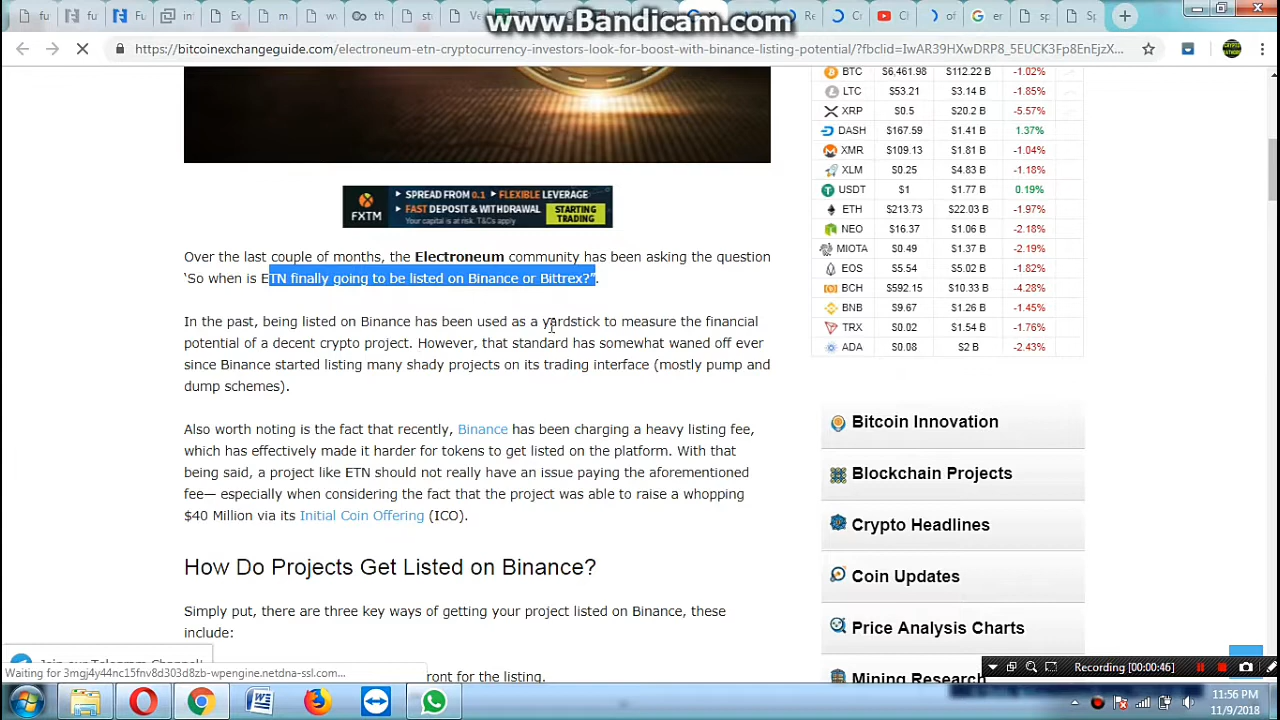 www.Bandicam.com
https://bitcoinexchangeguide.com/electroneum-etn-cryptocurrency-investors-look-for-boost-with-binance-listing-potential/?fbclid=IwAR39HXwDRP8_5EUCK3Fp8EnEjzX...
FXTM
SPREAD FROM 0.1 FLEXIBLE LEVERAGE
FAST DEPOSIT & WITHDRAWAL
Your capital is at risk. T&Cs apply
STARTING TRADING
Over the last couple of months, the Electroneum community has been asking the question
‘So when is ETN finally going to be listed on Binance or Bittrex?”.
In the past, being listed on Binance has been used as a yardstick to measure the financial
potential of a decent crypto project. However, that standard has somewhat waned off ever
since Binance started listing many shady projects on its trading interface (mostly pump and
dump schemes).
Also worth noting is the fact that recently, Binance has been charging a heavy listing fee,
which has effectively made it harder for tokens to get listed on the platform. With that
being said, a project like ETN should not really have an issue paying the aforementioned
fee— especially when considering the fact that the project was able to raise a whopping
$40 Million via its Initial Coin Offering (ICO).
How Do Projects Get Listed on Binance?
Simply put, there are three key ways of getting your project listed on Binance, these
include:
ront for the listing.
BTC $6,461.98 $112.22 B -1.02%
LTC $53.21 $3.14 B -1.85%
XRP $0.5 $20.2 B -5.57%
DASH $167.59 $1.41 B 1.37%
XMR $109.13 $1.81 B -1.04%
XLM $0.25 $4.83 B -1.18%
USDT $1 $1.77 B 0.19%
ETH $213.73 $22.03 B -1.97%
NEO $16.37 $1.06 B -2.18%
MIOTA $0.49 $1.37 B -2.19%
EOS $5.54 $5.02 B -1.82%
BCH $592.15 $10.33 B -4.28%
BNB $9.67 $1.26 B -1.45%
TRX $0.02 $1.54 B -1.76%
ADA $0.08 $2 B -2.43%
Bitcoin Innovation
Blockchain Projects
Crypto Headlines
Coin Updates
Price Analysis Charts
Mining Research
Join our Telegram Channel!
Waiting for 3mgj4y44nc15fnv8d303d8zb-wpengine.netdna-ssl.com...
Recording [00:00:46]
11:56 PM
11/9/2018